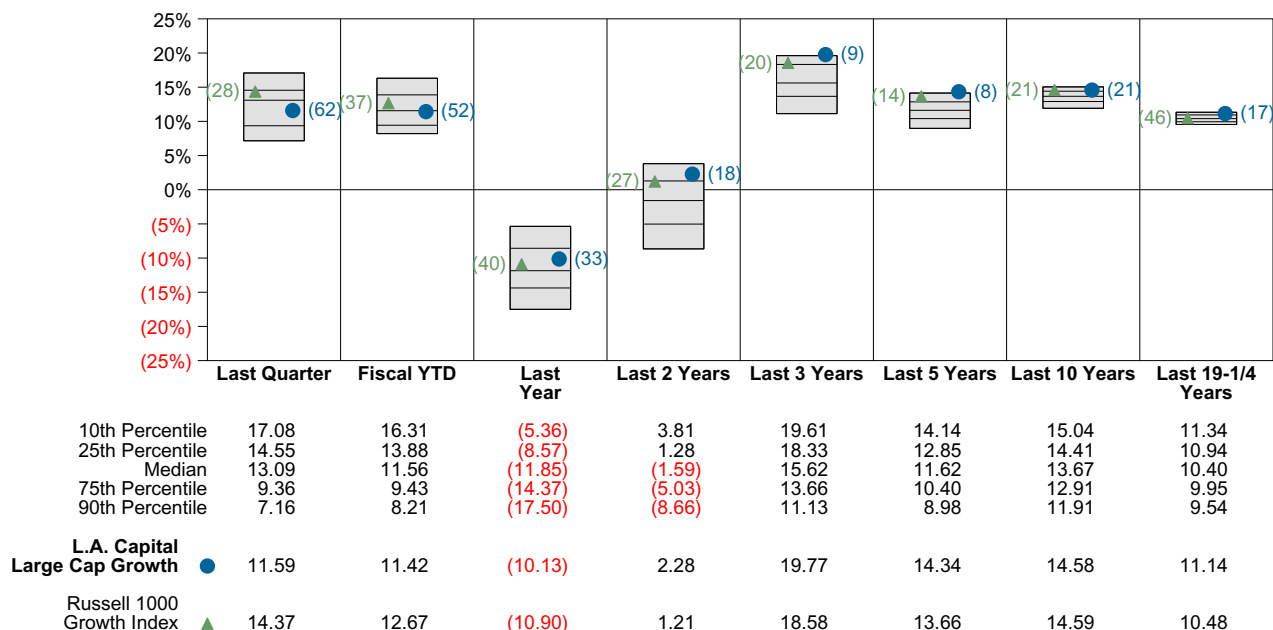 25%
20%
15%
10%
5%
0%
(5%)
(10%)
(15%)
(20%)
(25%)
(28) (62) (37) (52) (40) (33) (27) (18) (20) (9) (14) (8) (21) (21) (46) (17)
Last Quarter Fiscal YTD Last Year Last 2 Years Last 3 Years Last 5 Years Last 10 Years Last 19-1/4 Years
10th Percentile 17.08 16.31 (5.36) 3.81 19.61 14.14 15.04 11.34
25th Percentile 14.55 13.88 (8.57) 1.28 18.33 12.85 14.41 10.94
Median 13.09 11.56 (11.85) (1.59) 15.62 11.62 13.67 10.40
75th Percentile 9.36 9.43 (14.37) (5.03) 13.66 10.40 12.91 9.95
90th Percentile 7.16 8.21 (17.50) (8.66) 11.13 8.98 11.91 9.54
L.A. Capital
Large Cap Growth 11.59 11.42 (10.13) 2.28 19.77 14.34 14.58 11.14
Russell 1000
Growth Index 14.37 12.67 (10.90) 1.21 18.58 13.66 14.59 10.48